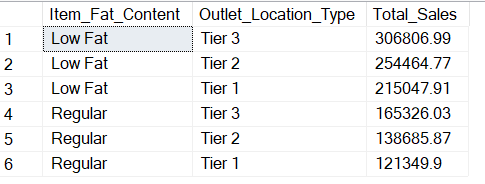 Item_Fat_Content Outlet_Location_Type Total_Sales
1 Low Fat Tier 3 306806.99
2 Low Fat Tier 2 254464.77
3 Low Fat Tier 1 215047.91
4 Regular Tier 3 165326.03
5 Regular Tier 2 138685.87
6 Regular Tier 1 121349.9